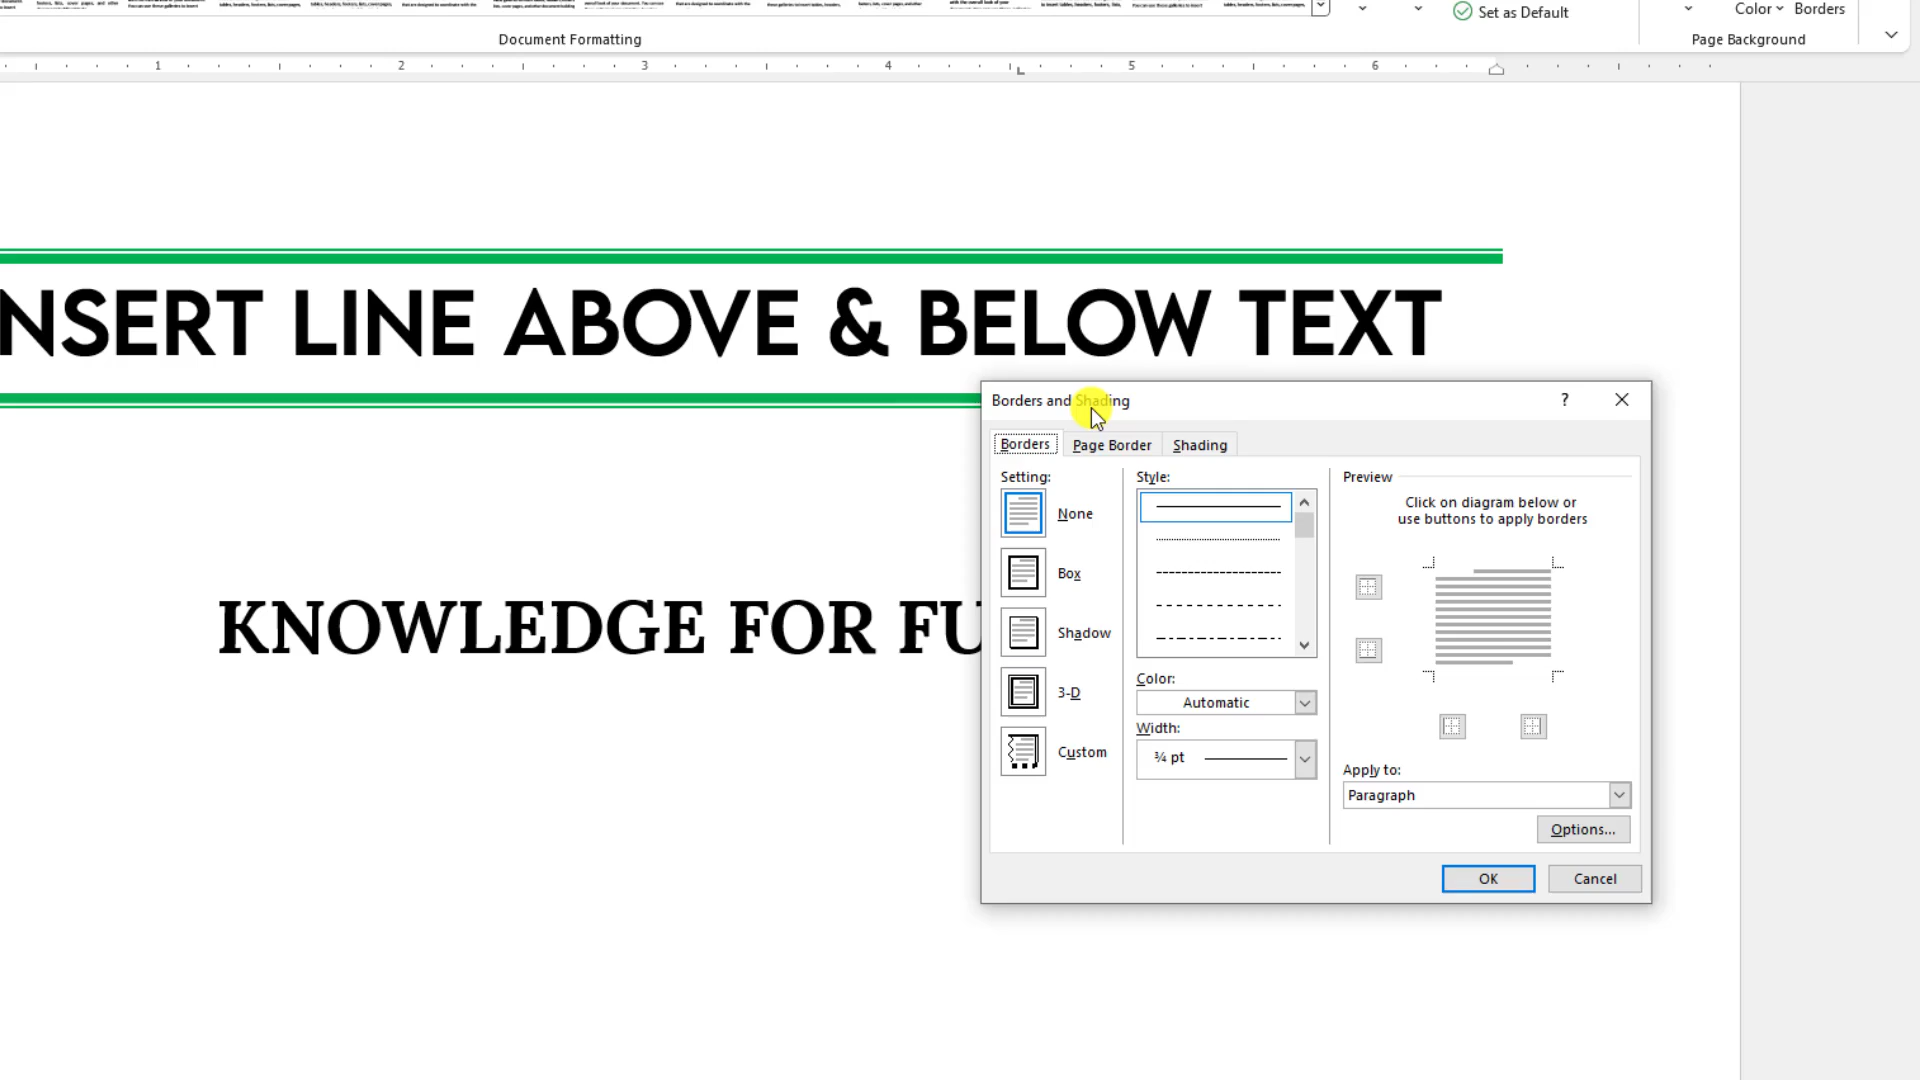 Set as Default
Color
Borders
Document Formatting
Page Background
1 2 3 4 5 6
NSERT LINE ABOVE & BELOW TEXT
Borders and Shading
?
Borders
Page Border
Shading
Setting:
None
Box
Shadow
3-D
Custom
Style:
Color:
Automatic
Width:
¾ pt
Preview
Click on diagram below or
use buttons to apply borders
Apply to:
Paragraph
Options...
OK
Cancel
KNOWLEDGE FOR FU